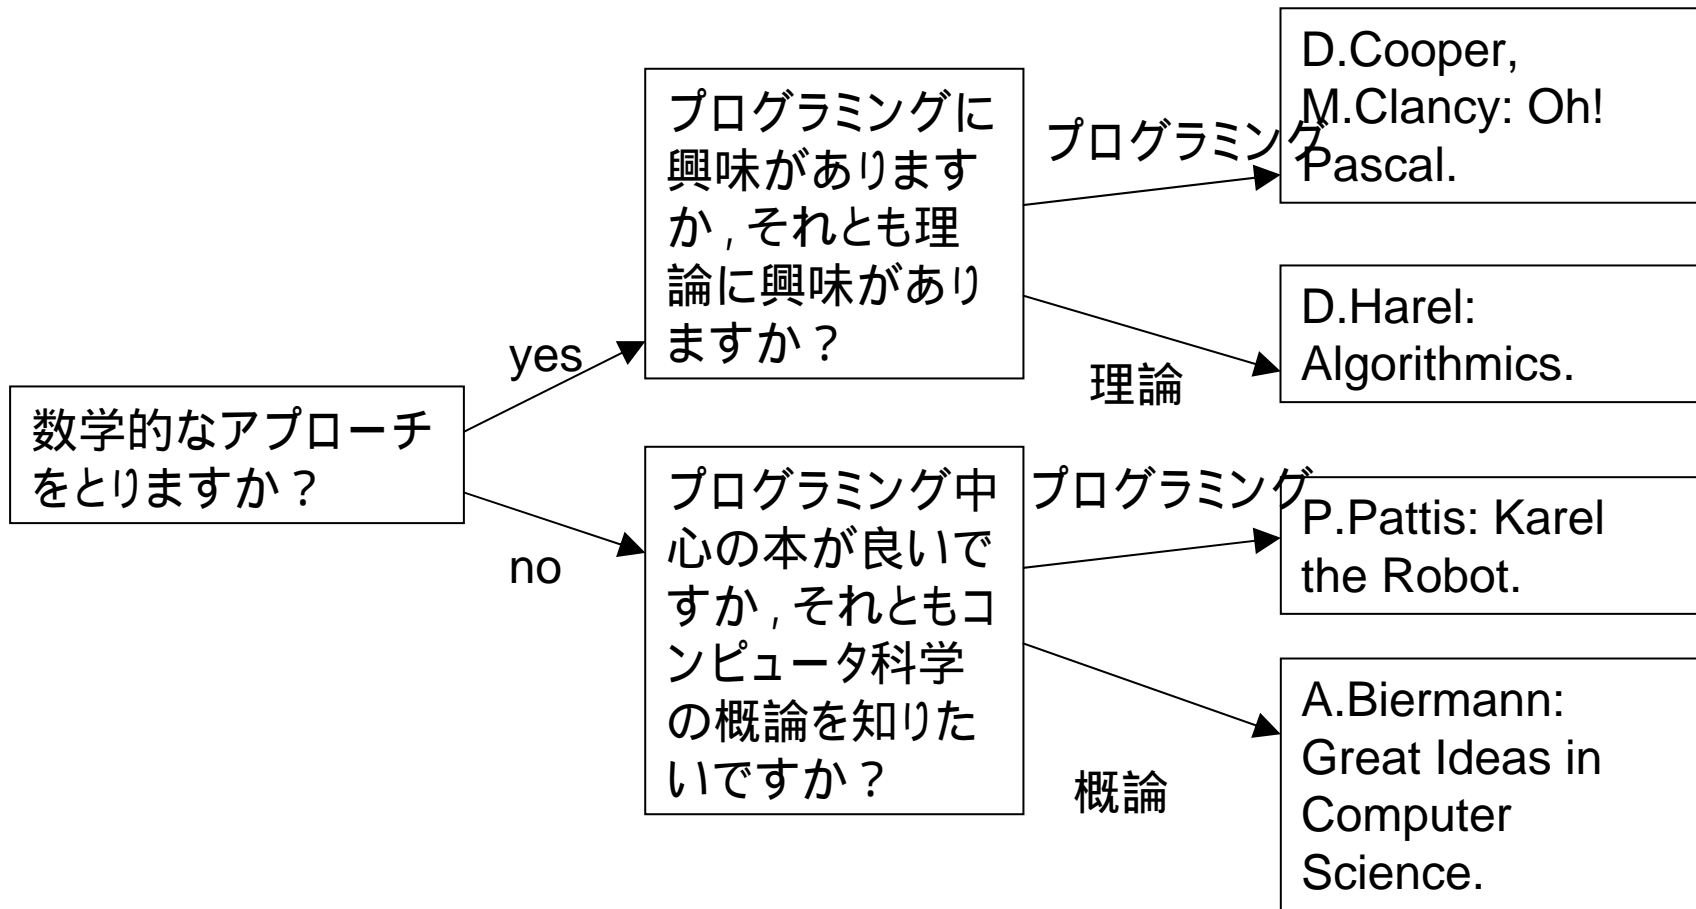 数学的なアプローチ
をとりますか？
yes
no
プログラミングに
興味があります
か,それとも理
論に興味があり
ますか？
プログラミング
理論
D.Cooper,
M.Clancy: Oh!
Pascal.
D.Harel:
Algorithmics.
プログラミング中
心の本が良いで
すか,それともコ
ンピュータ科学
の概論を知りた
いですか？
プログラミング
概論
P.Pattis: Karel
the Robot.
A.Biermann:
Great Ideas in
Computer
Science.